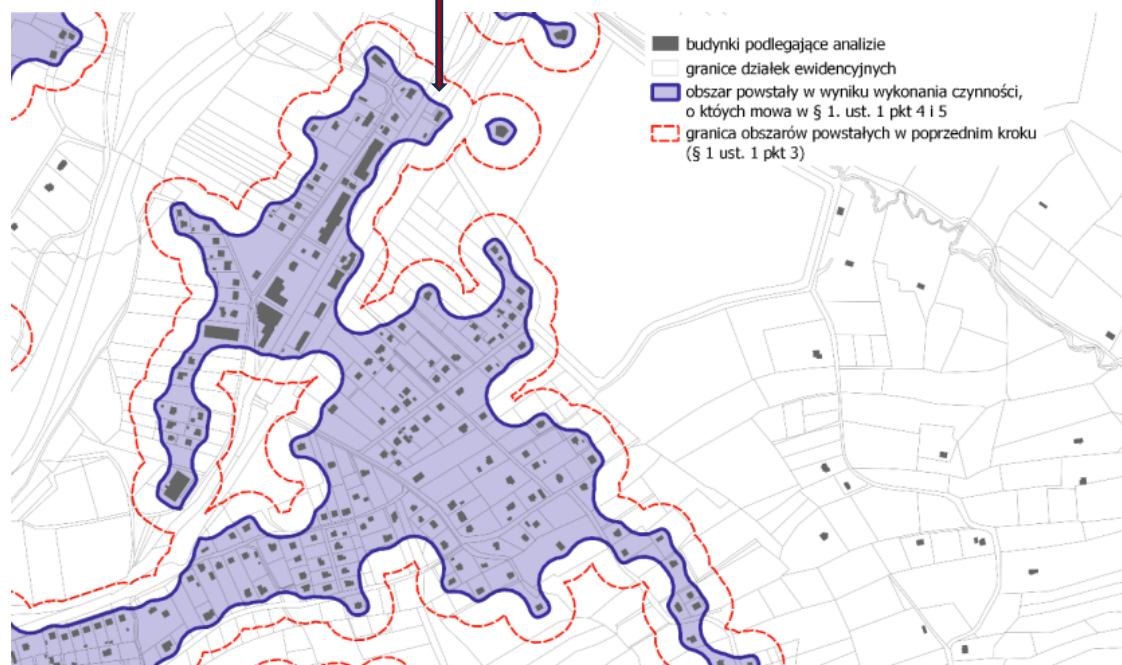 budynki podlegające analizie
granice działek ewidencyjnych
obszar powstały w wyniku wykonania czynności,
o któych mowa w § 1. ust. 1 pkt 4 i 5
granica obszarów powstałych w poprzednim kroku
(§ 1 ust. 1 pkt 3)